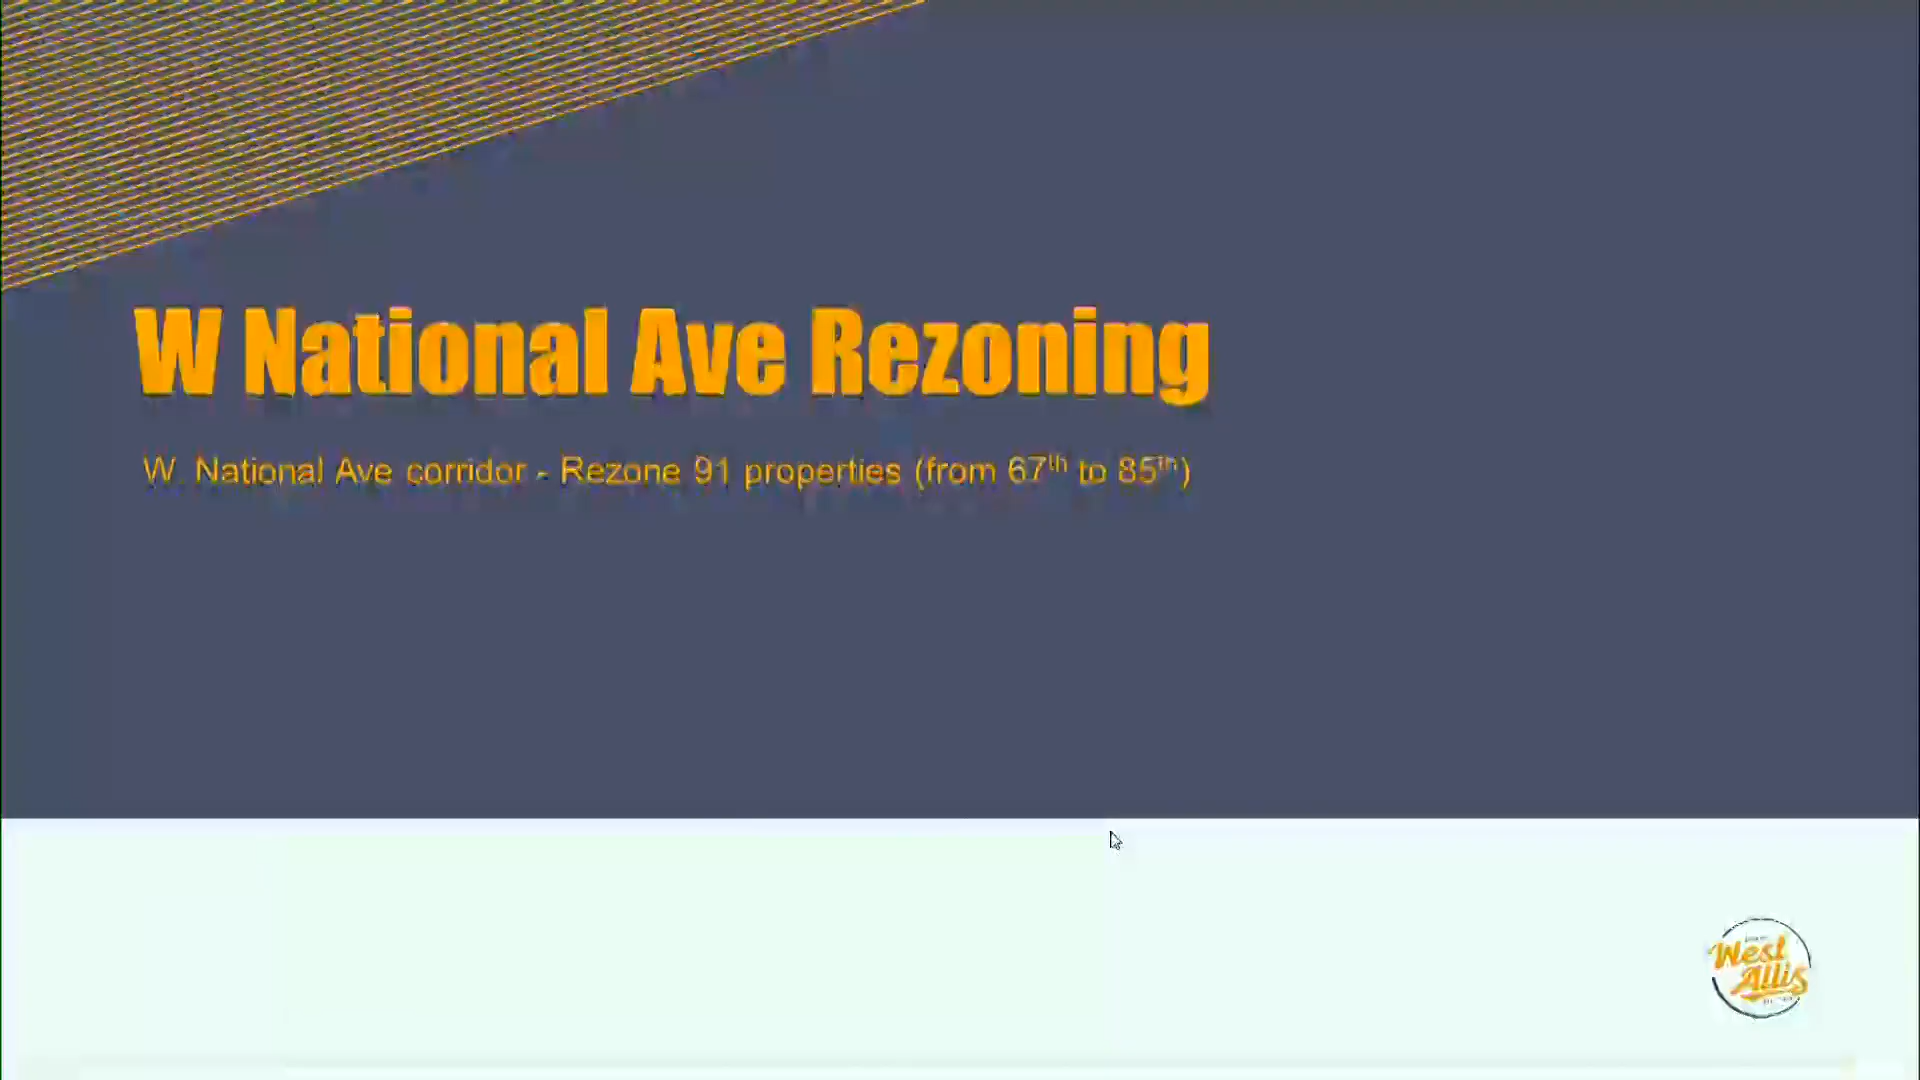 W National Ave Rezoning
W. National Ave corridor - Rezone 91 properties (from 67th to 85th)
West
Allis